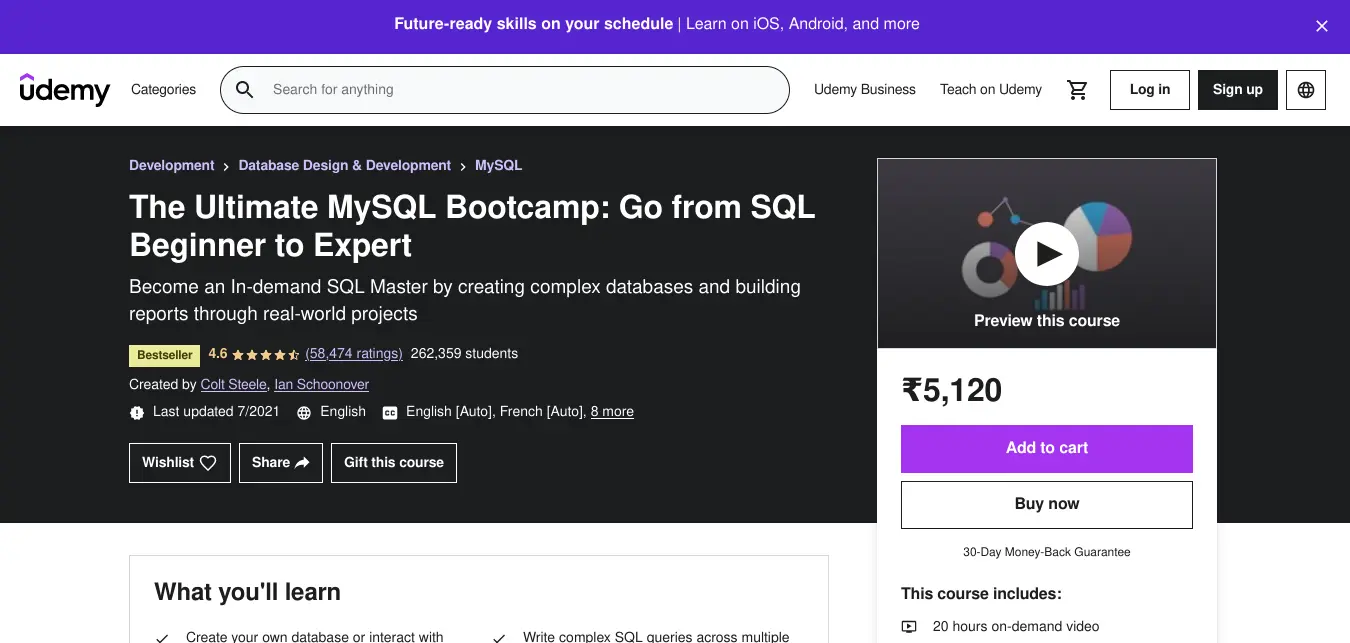 Future-ready skills on your schedule | Learn on iOS, Android, and more
udemy
Categories
Search for anything
Udemy Business
Teach on Udemy
Log in
Sign up
Development > Database Design & Development > MySQL
The Ultimate MySQL Bootcamp: Go from SQL
Beginner to Expert
Become an In-demand SQL Master by creating complex databases and building
reports through real-world projects
Bestseller 4.6 (58,474 ratings) 262,359 students
Created by Colt Steele, Ian Schoonover
Last updated 7/2021 English CC English [Auto], French [Auto], 8 more
Wishlist
Share
Gift this course
Preview this course
₹5,120
Add to cart
Buy now
30-Day Money-Back Guarantee
This course includes:
20 hours on-demand video
What you'll learn
Create your own database or interact with
Write complex SQL queries across multiple